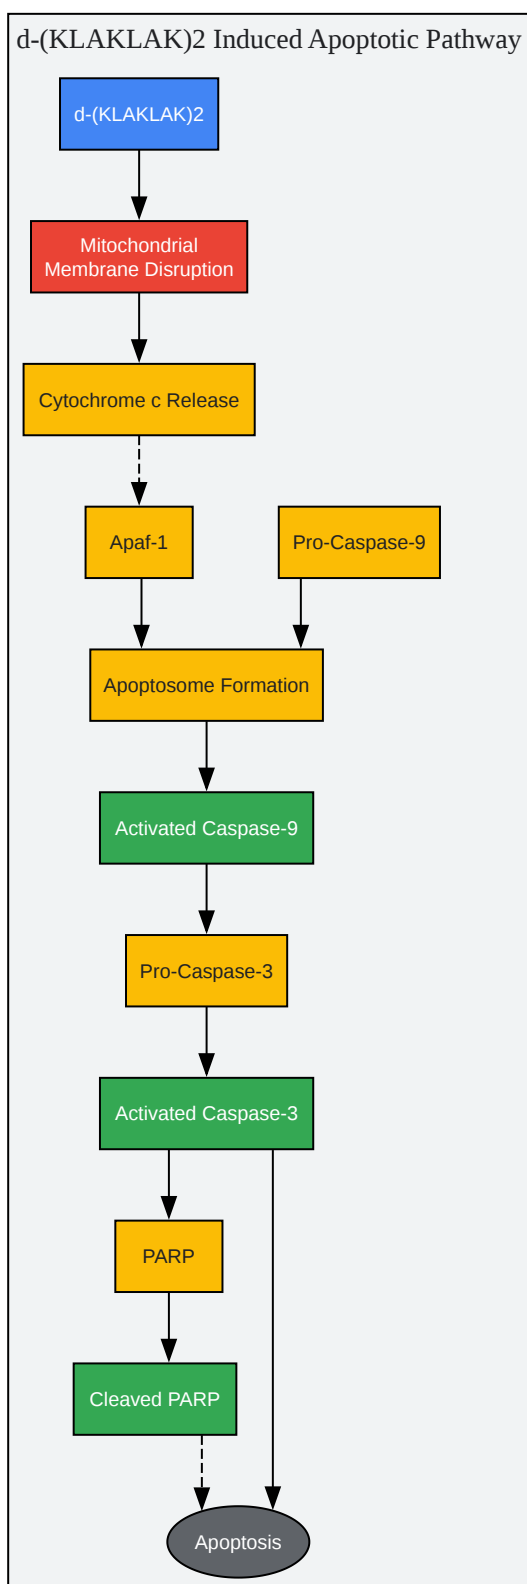 d-(KLAKLAK)2 Induced Apoptotic Pathway
d-(KLAKLAK)2
Mitochondrial
Membrane Disruption
Cytochrome c Release
Apaf-1
Pro-Caspase-9
Apoptosome Formation
Activated Caspase-9
Pro-Caspase-3
Activated Caspase-3
PARP
Cleaved PARP
Apoptosis